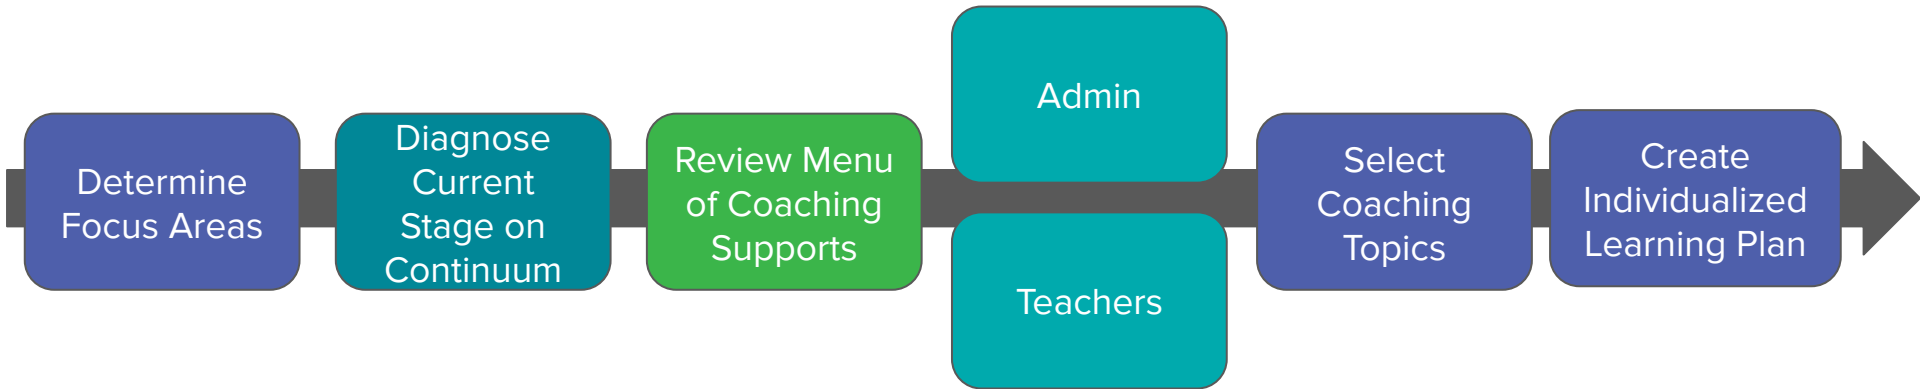 Determine
Focus Areas
Diagnose
Current
Stage on
Continuum
Review Menu
of Coaching
Supports
Admin
Teachers
Select
Coaching
Topics
Create
Individualized
Learning Plan